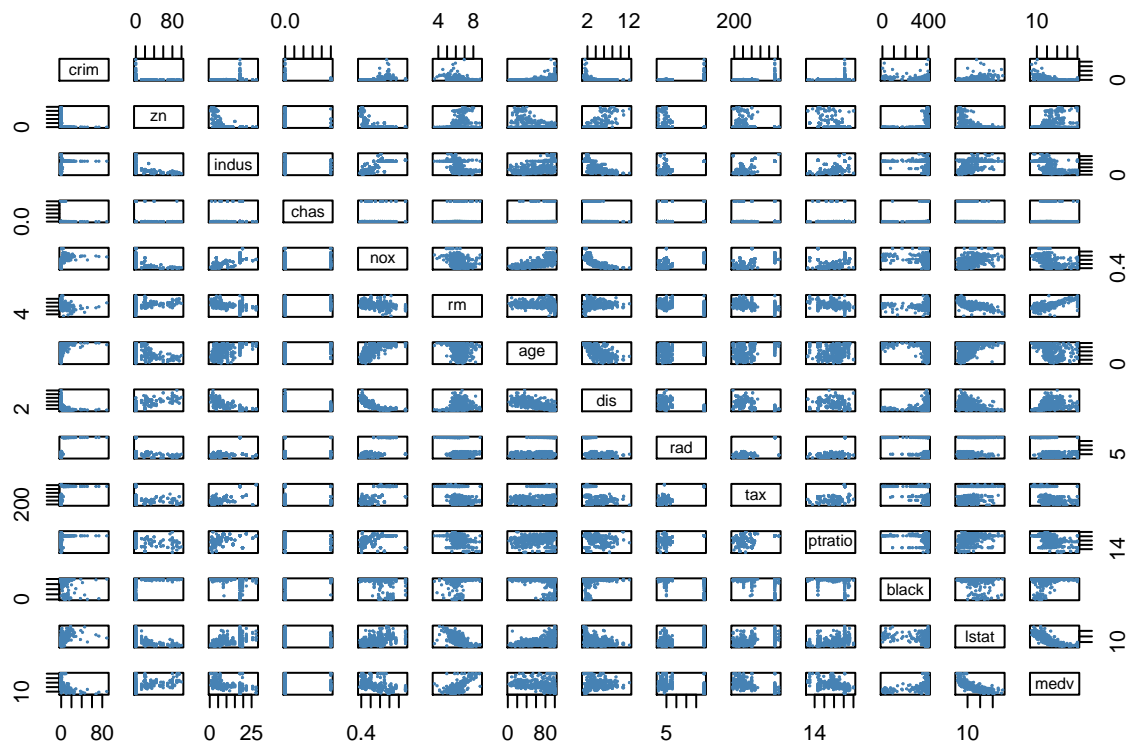 0 80 0.0 4 8 2 12 200 0 400 10
crim 0
0 zn
indus 0
0.0 chas
nox 0.4
4 rm
age 0
2 dis
rad 5
200 tax
ptratio 14
0 black
lstat 10
10 medv
0 80 0 25 0.4 0 80 5 14 10